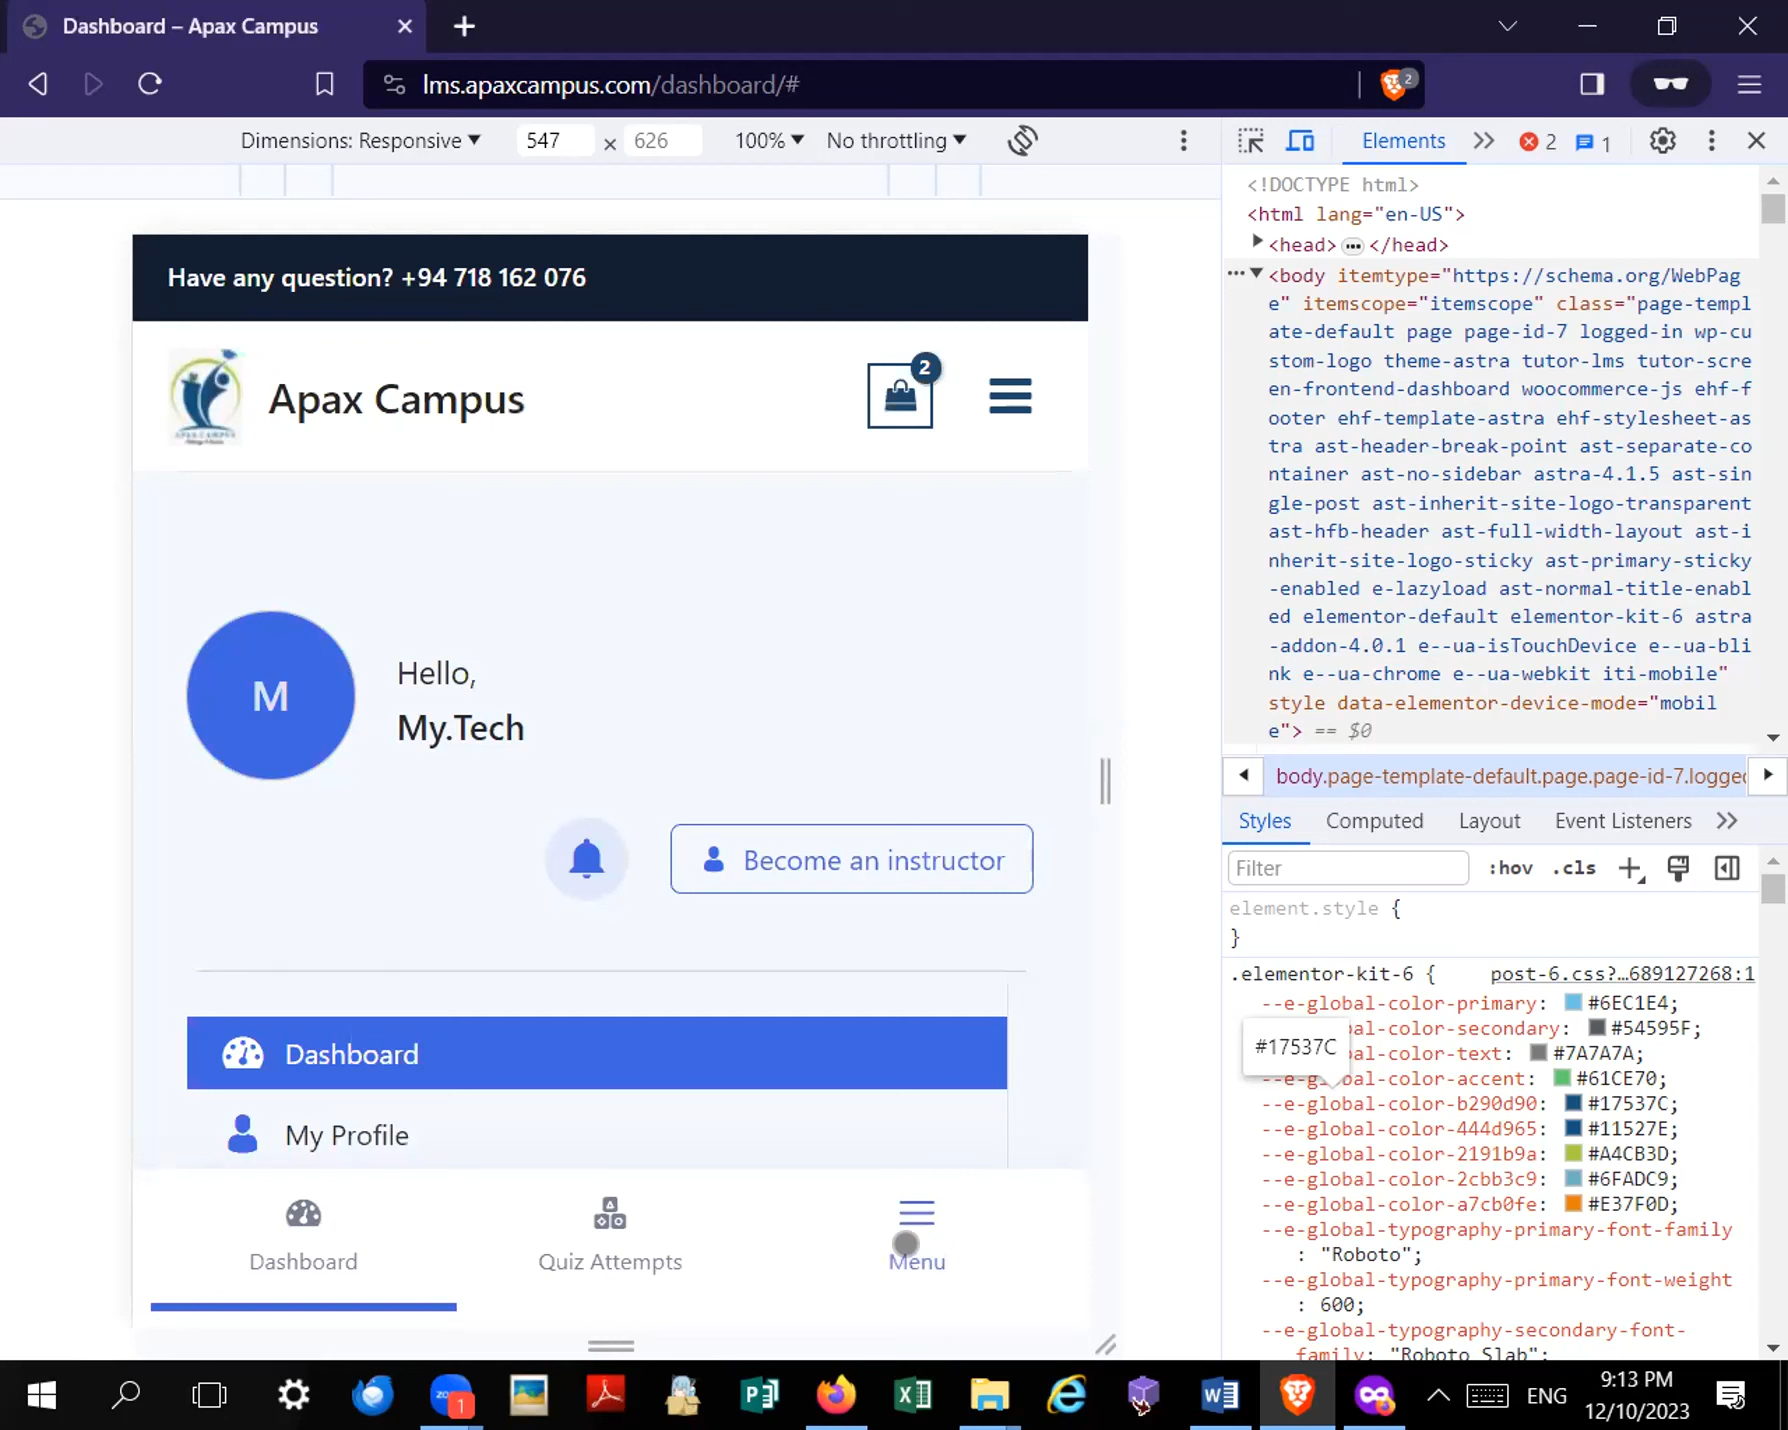 Dashboard – Apax Campus
lms.apaxcampus.com/dashboard/#
2
Dimensions: Responsive 547 × 626 100% No throttling
Elements 2 1
<!DOCTYPE html>
<html lang="en-US">
<head> ••• </head>
••• <body itemtype="https://schema.org/WebPag
e" itemscope="itemscope" class="page-templ
ate-default page page-id-7 logged-in wp-cu
stom-logo theme-astra tutor-lms tutor-scre
en-frontend-dashboard woocommerce-js ehf-f
ooter ehf-template-astra ehf-stylesheet-as
tra ast-header-break-point ast-separate-co
ntainer ast-no-sidebar astra-4.1.5 ast-sin
gle-post ast-inherit-site-logo-transparent
ast-hfb-header ast-full-width-layout ast-i
nherit-site-logo-sticky ast-primary-sticky
-enabled e-lazyload ast-normal-title-enabl
ed elementor-default elementor-kit-6 astra
-addon-4.0.1 e--ua-isTouchDevice e--ua-bli
nk e--ua-chrome e--ua-webkit iti-mobile"
style data-elementor-device-mode="mobil
e"> == $0
body.page-template-default.page.page-id-7.logge
Styles Computed Layout Event Listeners
Filter :hov .cls
element.style {
}
.elementor-kit-6 { post-6.css?…689127268:1
--e-global-color-primary: #6EC1E4;
bal-color-secondary: #54595F;
#17537C
bal-color-text: #7A7A7A;
--e-global-color-accent: #61CE70;
--e-global-color-b290d90: #17537C;
--e-global-color-444d965: #11527E;
--e-global-color-2191b9a: #A4CB3D;
--e-global-color-2cbb3c9: #6FADC9;
--e-global-color-a7cb0fe: #E37F0D;
--e-global-typography-primary-font-family
: "Roboto";
--e-global-typography-primary-font-weight
: 600;
--e-global-typography-secondary-font-
family: "Roboto Slab";
Have any question? +94 718 162 076
Apax Campus
2
M
Hello,
My.Tech
Become an instructor
Dashboard
My Profile
Dashboard
Quiz Attempts
Menu
1
ENG
9:13 PM
12/10/2023